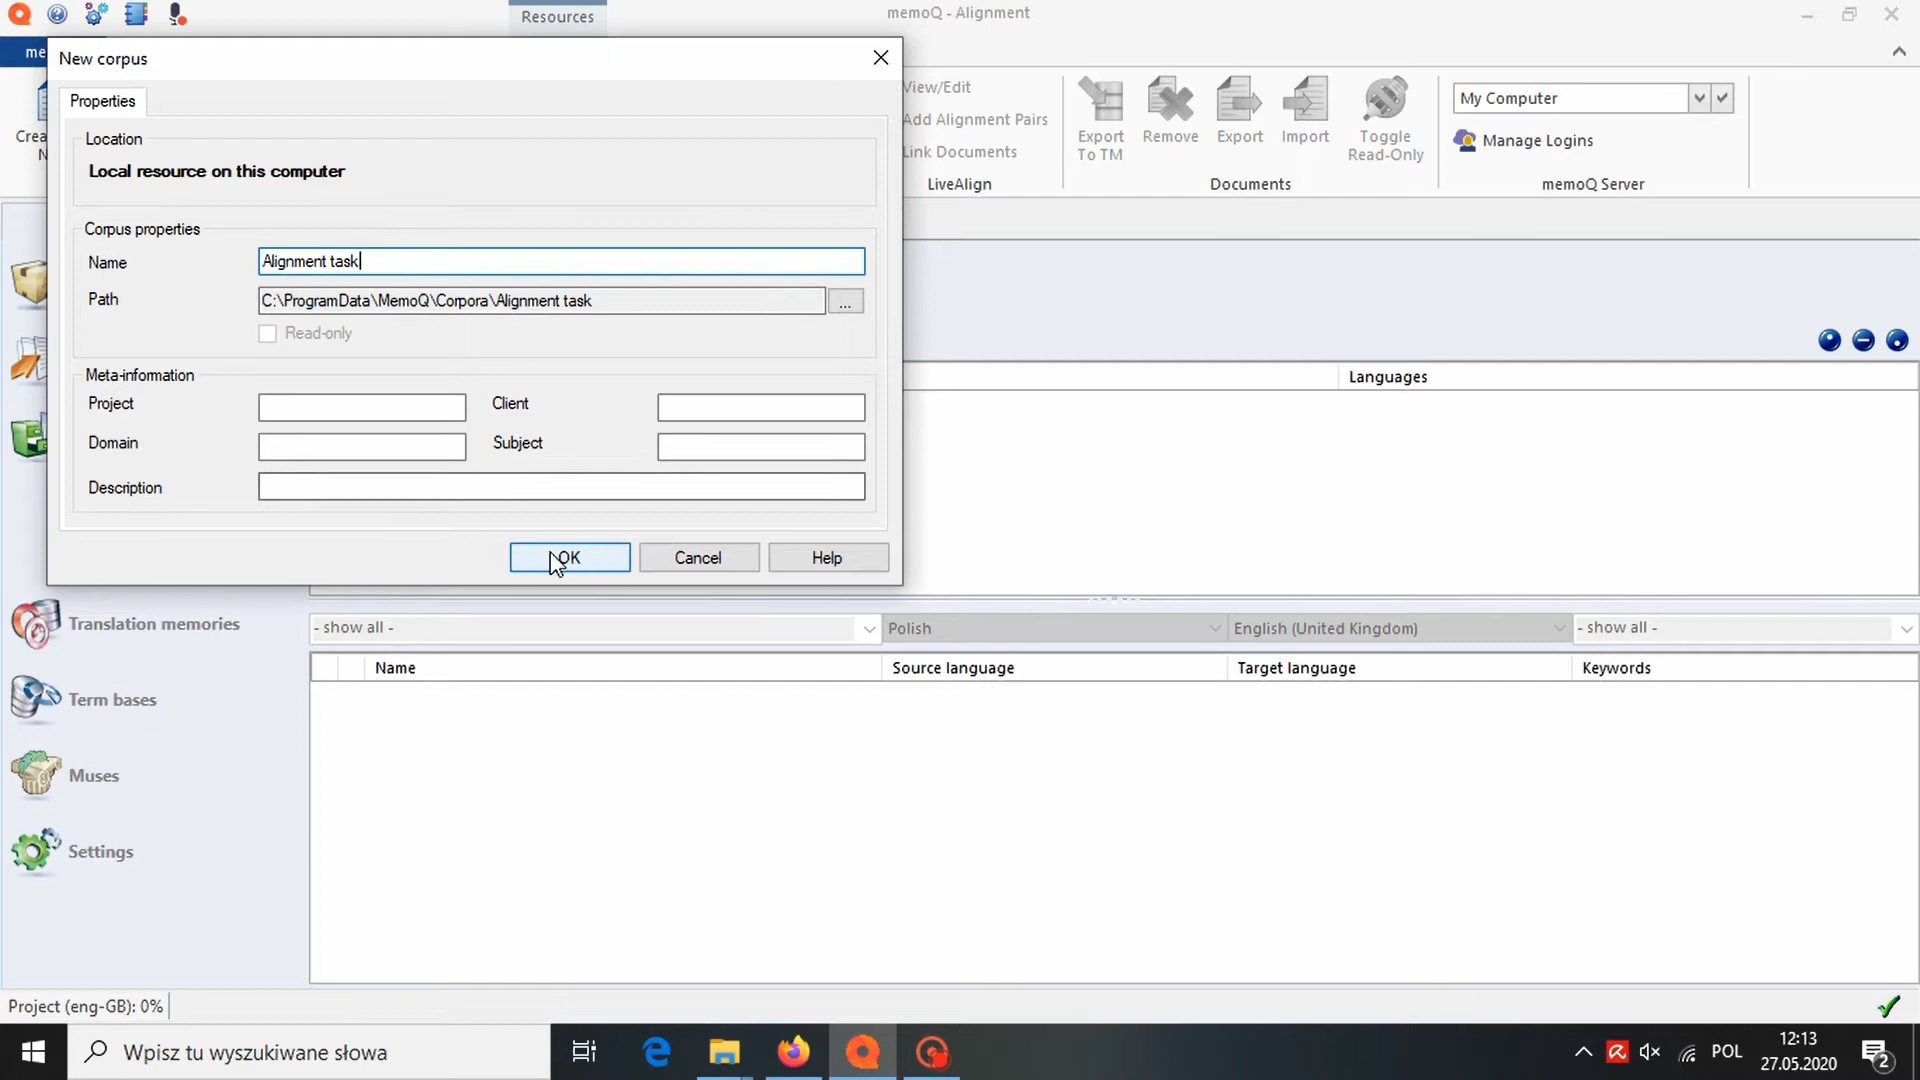 Resources
memoQ - Alignment
me
New corpus
Properties
Location
Local resource on this computer
Corpus properties
Name
Alignment task
Path
C:\ProgramData\MemoQ\Corpora\Alignment task
...
Read-only
Meta-information
Project
Client
Domain
Subject
Description
OK
Cancel
Help
Crea
N
View/Edit
Add Alignment Pairs
Link Documents
LiveAlign
Export
To TM
Remove
Export
Import
Toggle
Read-Only
Documents
My Computer
Manage Logins
memoQ Server
Languages
Translation memories
Term bases
Muses
Settings
- show all -
Polish
English (United Kingdom)
- show all -
Name
Source language
Target language
Keywords
Project (eng-GB): 0%
Wpisz tu wyszukiwane słowa
POL
12:13
27.05.2020
2